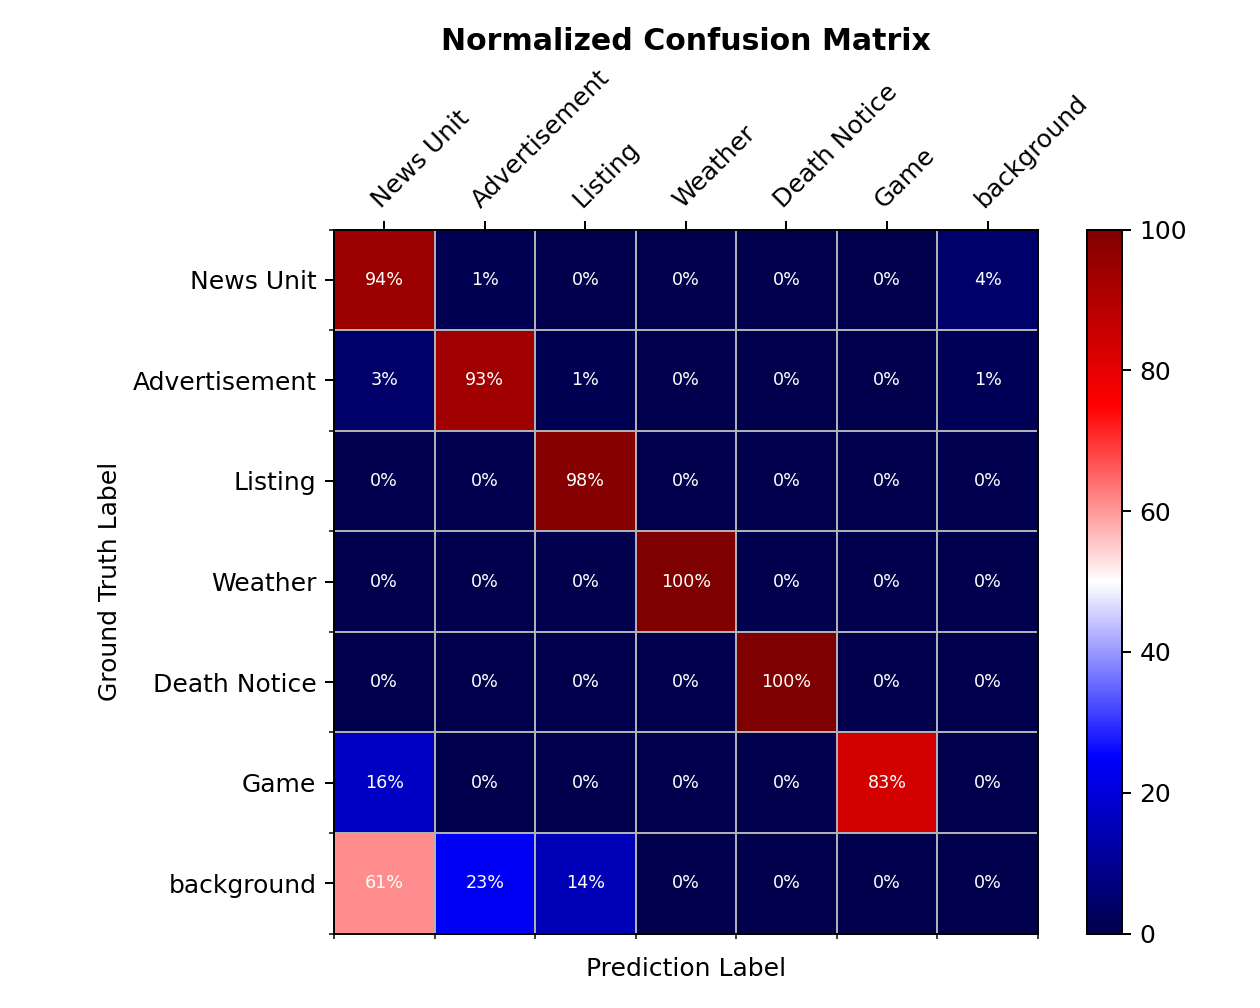 Normalized Confusion Matrix
News Unit
Advertisement
Listing
Weather
Death Notice
Game
background
News Unit 94% 1% 0% 0% 0% 0% 4%
Advertisement 3% 93% 1% 0% 0% 0% 1%
Listing 0% 0% 98% 0% 0% 0% 0%
Weather 0% 0% 0% 100% 0% 0% 0%
Death Notice 0% 0% 0% 0% 100% 0% 0%
Game 16% 0% 0% 0% 0% 83% 0%
background 61% 23% 14% 0% 0% 0% 0%
Ground Truth Label
Prediction Label
100
80
60
40
20
0